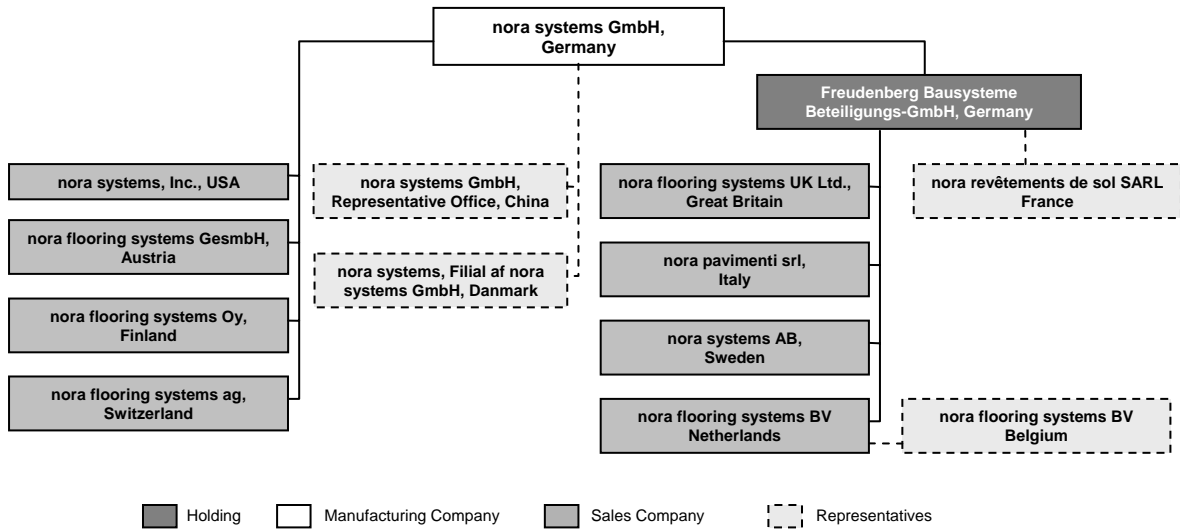 nora systems GmbH,
Germany
Freudenberg Bausysteme
Beteiligungs-GmbH, Germany
nora systems, Inc., USA
nora flooring systems GesmbH,
Austria
nora flooring systems Oy,
Finland
nora flooring systems ag,
Switzerland
nora systems GmbH,
Representative Office, China
nora systems, Filial af nora
systems GmbH, Danmark
nora flooring systems UK Ltd.,
Great Britain
nora pavimenti srl,
Italy
nora systems AB,
Sweden
nora flooring systems BV
Netherlands
nora revêtements de sol SARL
France
nora flooring systems BV
Belgium
Holding
Manufacturing Company
Sales Company
Representatives